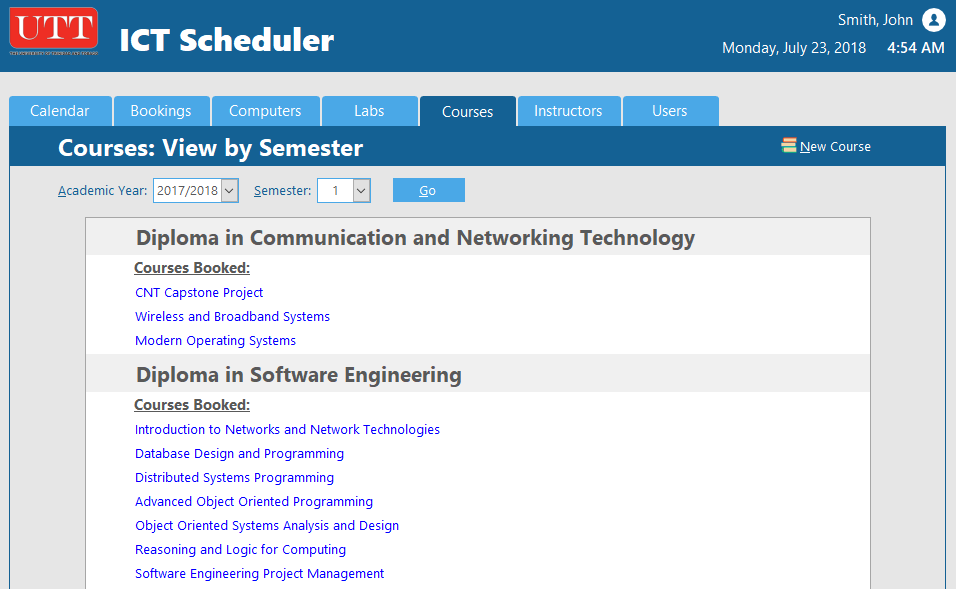 UTT
ICT Scheduler
Smith, John
Monday, July 23, 2018 4:54 AM
Calendar Bookings Computers Labs Courses Instructors Users
Courses: View by Semester New Course
Academic Year: 2017/2018 Semester: 1 Go
Diploma in Communication and Networking Technology
Courses Booked:
CNT Capstone Project
Wireless and Broadband Systems
Modern Operating Systems
Diploma in Software Engineering
Courses Booked:
Introduction to Networks and Network Technologies
Database Design and Programming
Distributed Systems Programming
Advanced Object Oriented Programming
Object Oriented Systems Analysis and Design
Reasoning and Logic for Computing
Software Engineering Project Management